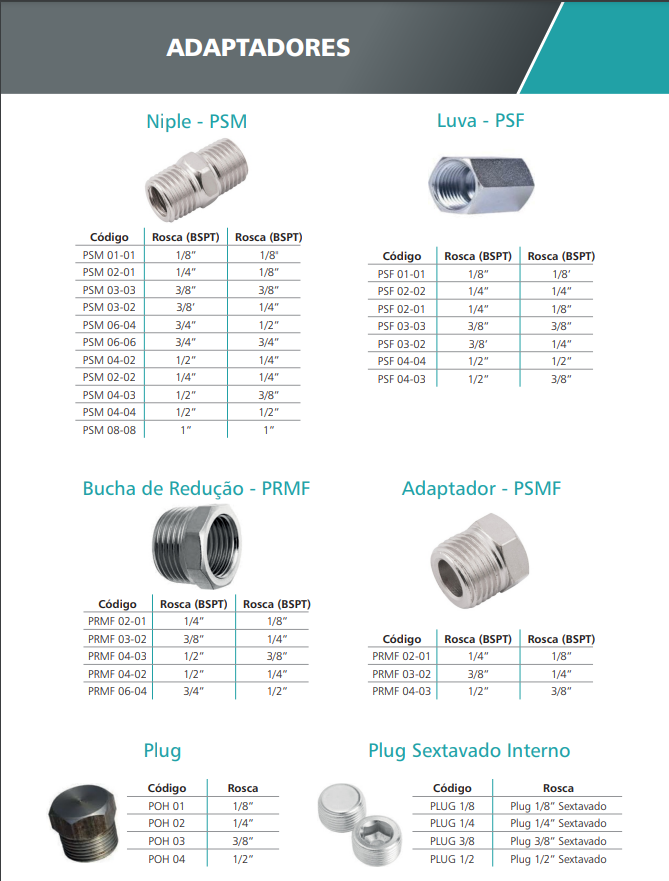 ADAPTADORES
Niple - PSM
Código Rosca (BSPT) Rosca (BSPT)
PSM 01-01 1/8” 1/8'
PSM 02-01 1/4” 1/8”
PSM 03-03 3/8” 3/8”
PSM 03-02 3/8’ 1/4”
PSM 06-04 3/4” 1/2”
PSM 06-06 3/4” 3/4”
PSM 04-02 1/2” 1/4”
PSM 02-02 1/4” 1/4”
PSM 04-03 1/2” 3/8”
PSM 04-04 1/2” 1/2”
PSM 08-08 1” 1”
Luva - PSF
Código Rosca (BSPT) Rosca (BSPT)
PSF 01-01 1/8” 1/8’
PSF 02-02 1/4” 1/4”
PSF 02-01 1/4” 1/8”
PSF 03-03 3/8” 3/8”
PSF 03-02 3/8’ 1/4”
PSF 04-04 1/2” 1/2”
PSF 04-03 1/2” 3/8”
Bucha de Redução - PRMF
Código Rosca (BSPT) Rosca (BSPT)
PRMF 02-01 1/4” 1/8”
PRMF 03-02 3/8” 1/4”
PRMF 04-03 1/2” 3/8”
PRMF 04-02 1/2” 1/4”
PRMF 06-04 3/4” 1/2”
Adaptador - PSMF
Código Rosca (BSPT) Rosca (BSPT)
PRMF 02-01 1/4” 1/8”
PRMF 03-02 3/8” 1/4”
PRMF 04-03 1/2” 3/8”
Plug
Código Rosca
POH 01 1/8”
POH 02 1/4”
POH 03 3/8”
POH 04 1/2”
Plug Sextavado Interno
Código Rosca
PLUG 1/8 Plug 1/8” Sextavado
PLUG 1/4 Plug 1/4” Sextavado
PLUG 3/8 Plug 3/8” Sextavado
PLUG 1/2 Plug 1/2” Sextavado